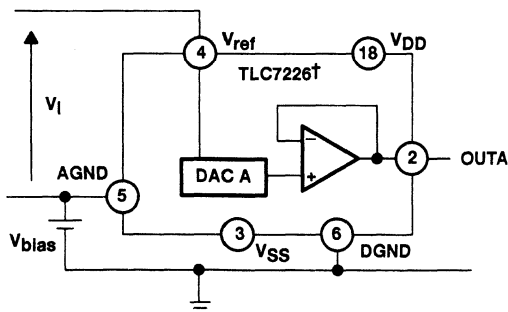 4
Vref
18
VDD
TLC7226†
VI
DAC A
−
+
2
OUTA
AGND
5
Vbias
3
VSS
6
DGND